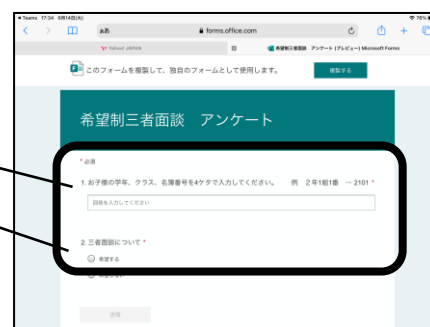 Teams 17:34 6月14日(火)
76%
ああ
forms.office.com
Yahoo! JAPAN
希望制三者面談 アンケート (プレビュー) Microsoft Forms
このフォームを複製して、独自のフォームとして使用します。
複製する
希望制三者面談 アンケート
* 必須
1. お子様の学年、クラス、名簿番号を4ケタで入力してください。 例 2年1組1番 → 2101 *
回答を入力してください
2. 三者面談について *
希望する
希望しない
送信